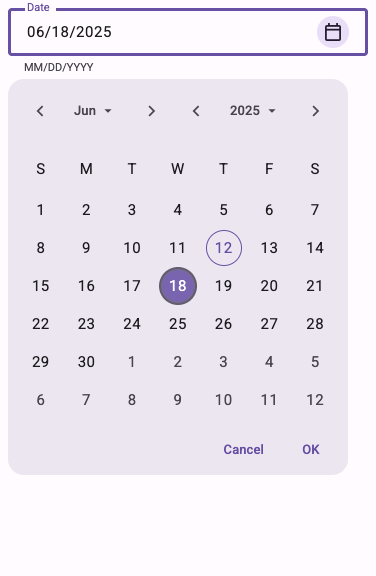 Date
06/18/2025
MM/DD/YYYY
Jun 2025
S M T W T F S
1 2 3 4 5 6 7
8 9 10 11 12 13 14
15 16 17 18 19 20 21
22 23 24 25 26 27 28
29 30 1 2 3 4 5
6 7 8 9 10 11 12
Cancel OK